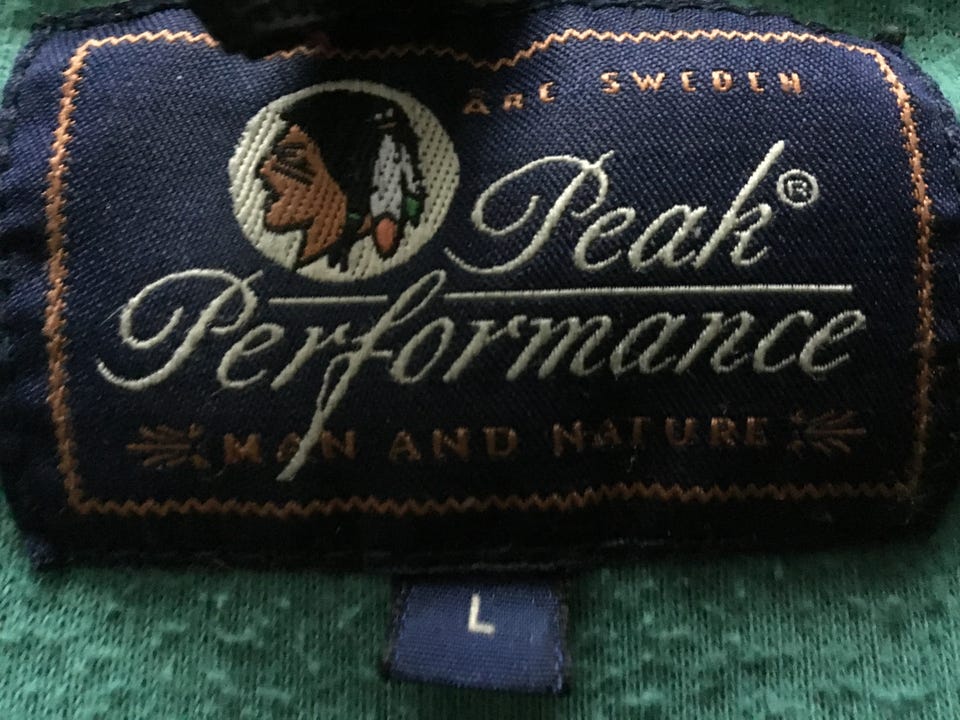 ÅRE SWEDEN
Peak®
Performance
MAN AND NATURE
L